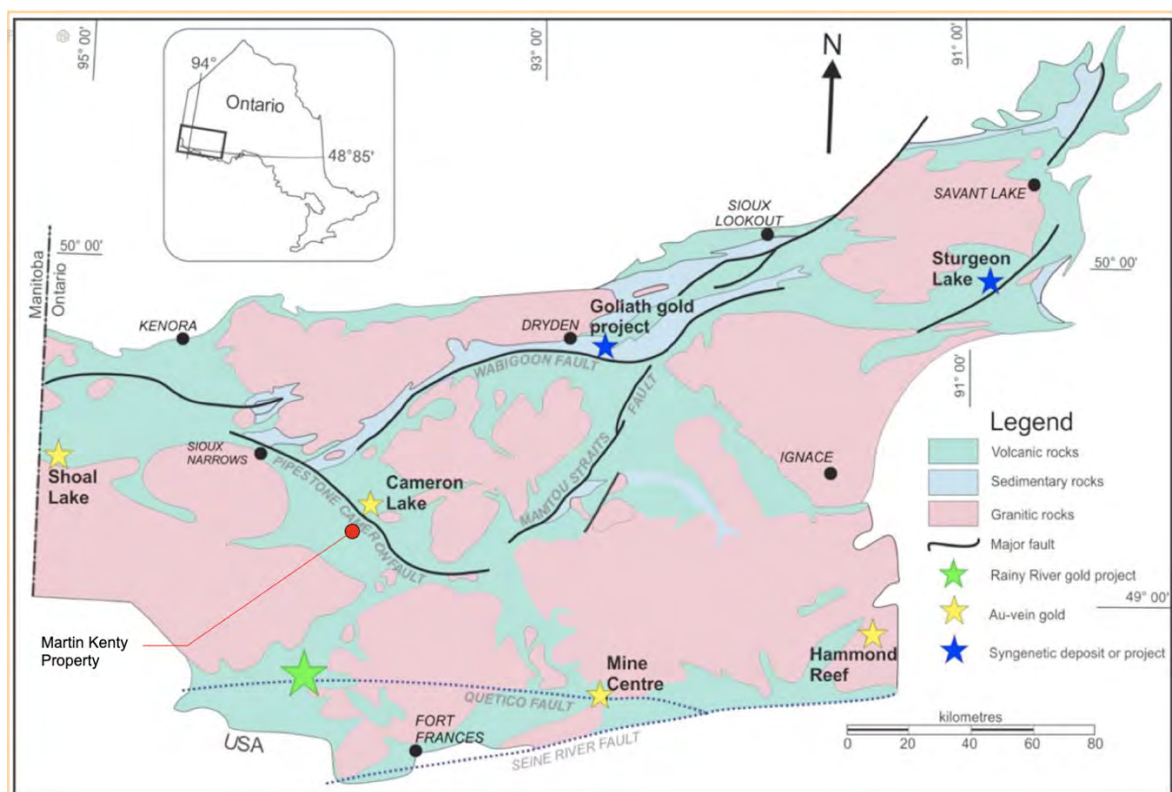 95° 00'
93° 00'
91° 00'
94°
Ontario
48°85'
N
SAVANT LAKE
SIOUX
LOOKOUT
50° 00'
Manitoba
Ontario
Sturgeon
Lake
50° 00'
KENORA
DRYDEN
Goliath gold
project
WABIGOON FAULT
91° 00'
Legend
Volcanic rocks
Sedimentary rocks
Granitic rocks
Major fault
Rainy River gold project
Au-vein gold
Syngenetic deposit or project
SIOUX
NARROWS
Shoal
Lake
PIPESTONE CAMERON FAULT
Cameron
Lake
MANITOU STRAITS
FAULT
IGNACE
49° 00'
Martin Kenty
Property
Hammond
Reef
Mine
Centre
QUETICO FAULT
USA
FORT
FRANCES
SEINE RIVER FAULT
kilometres
0 20 40 60 80